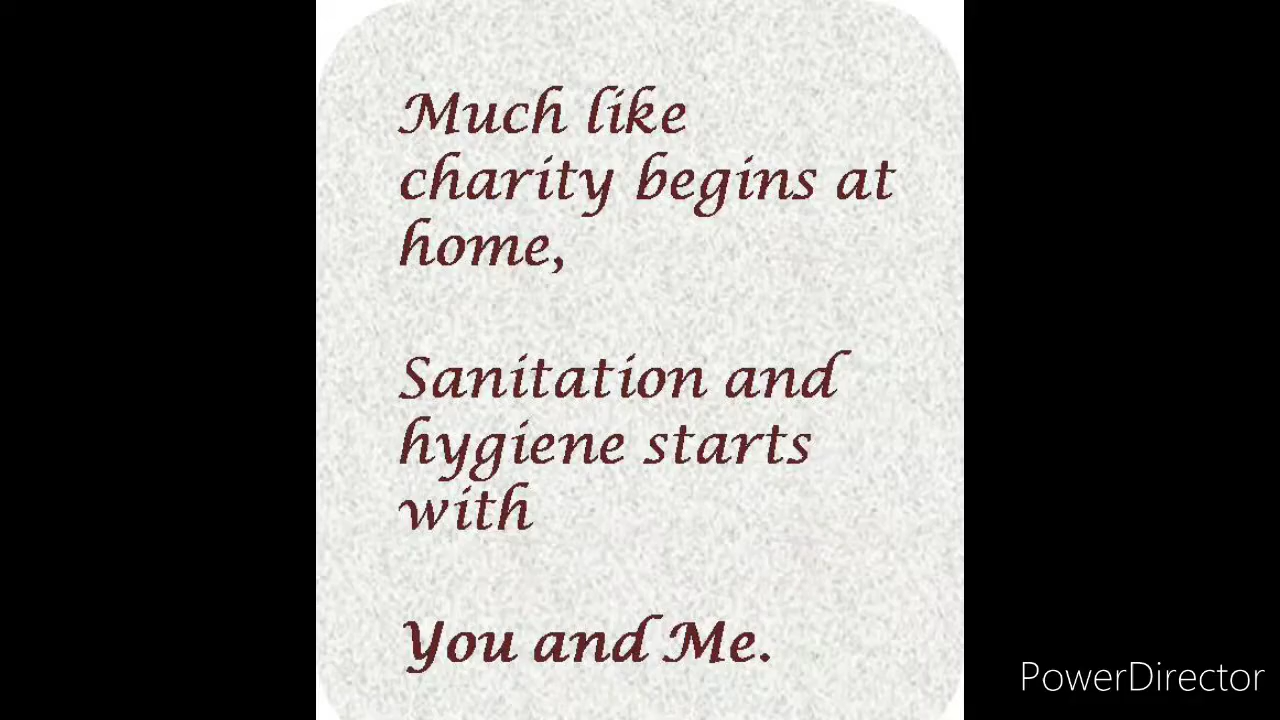 Much like
charity begins at
home,
Sanitation and
hygiene starts
with
You and Me.
PowerDirector